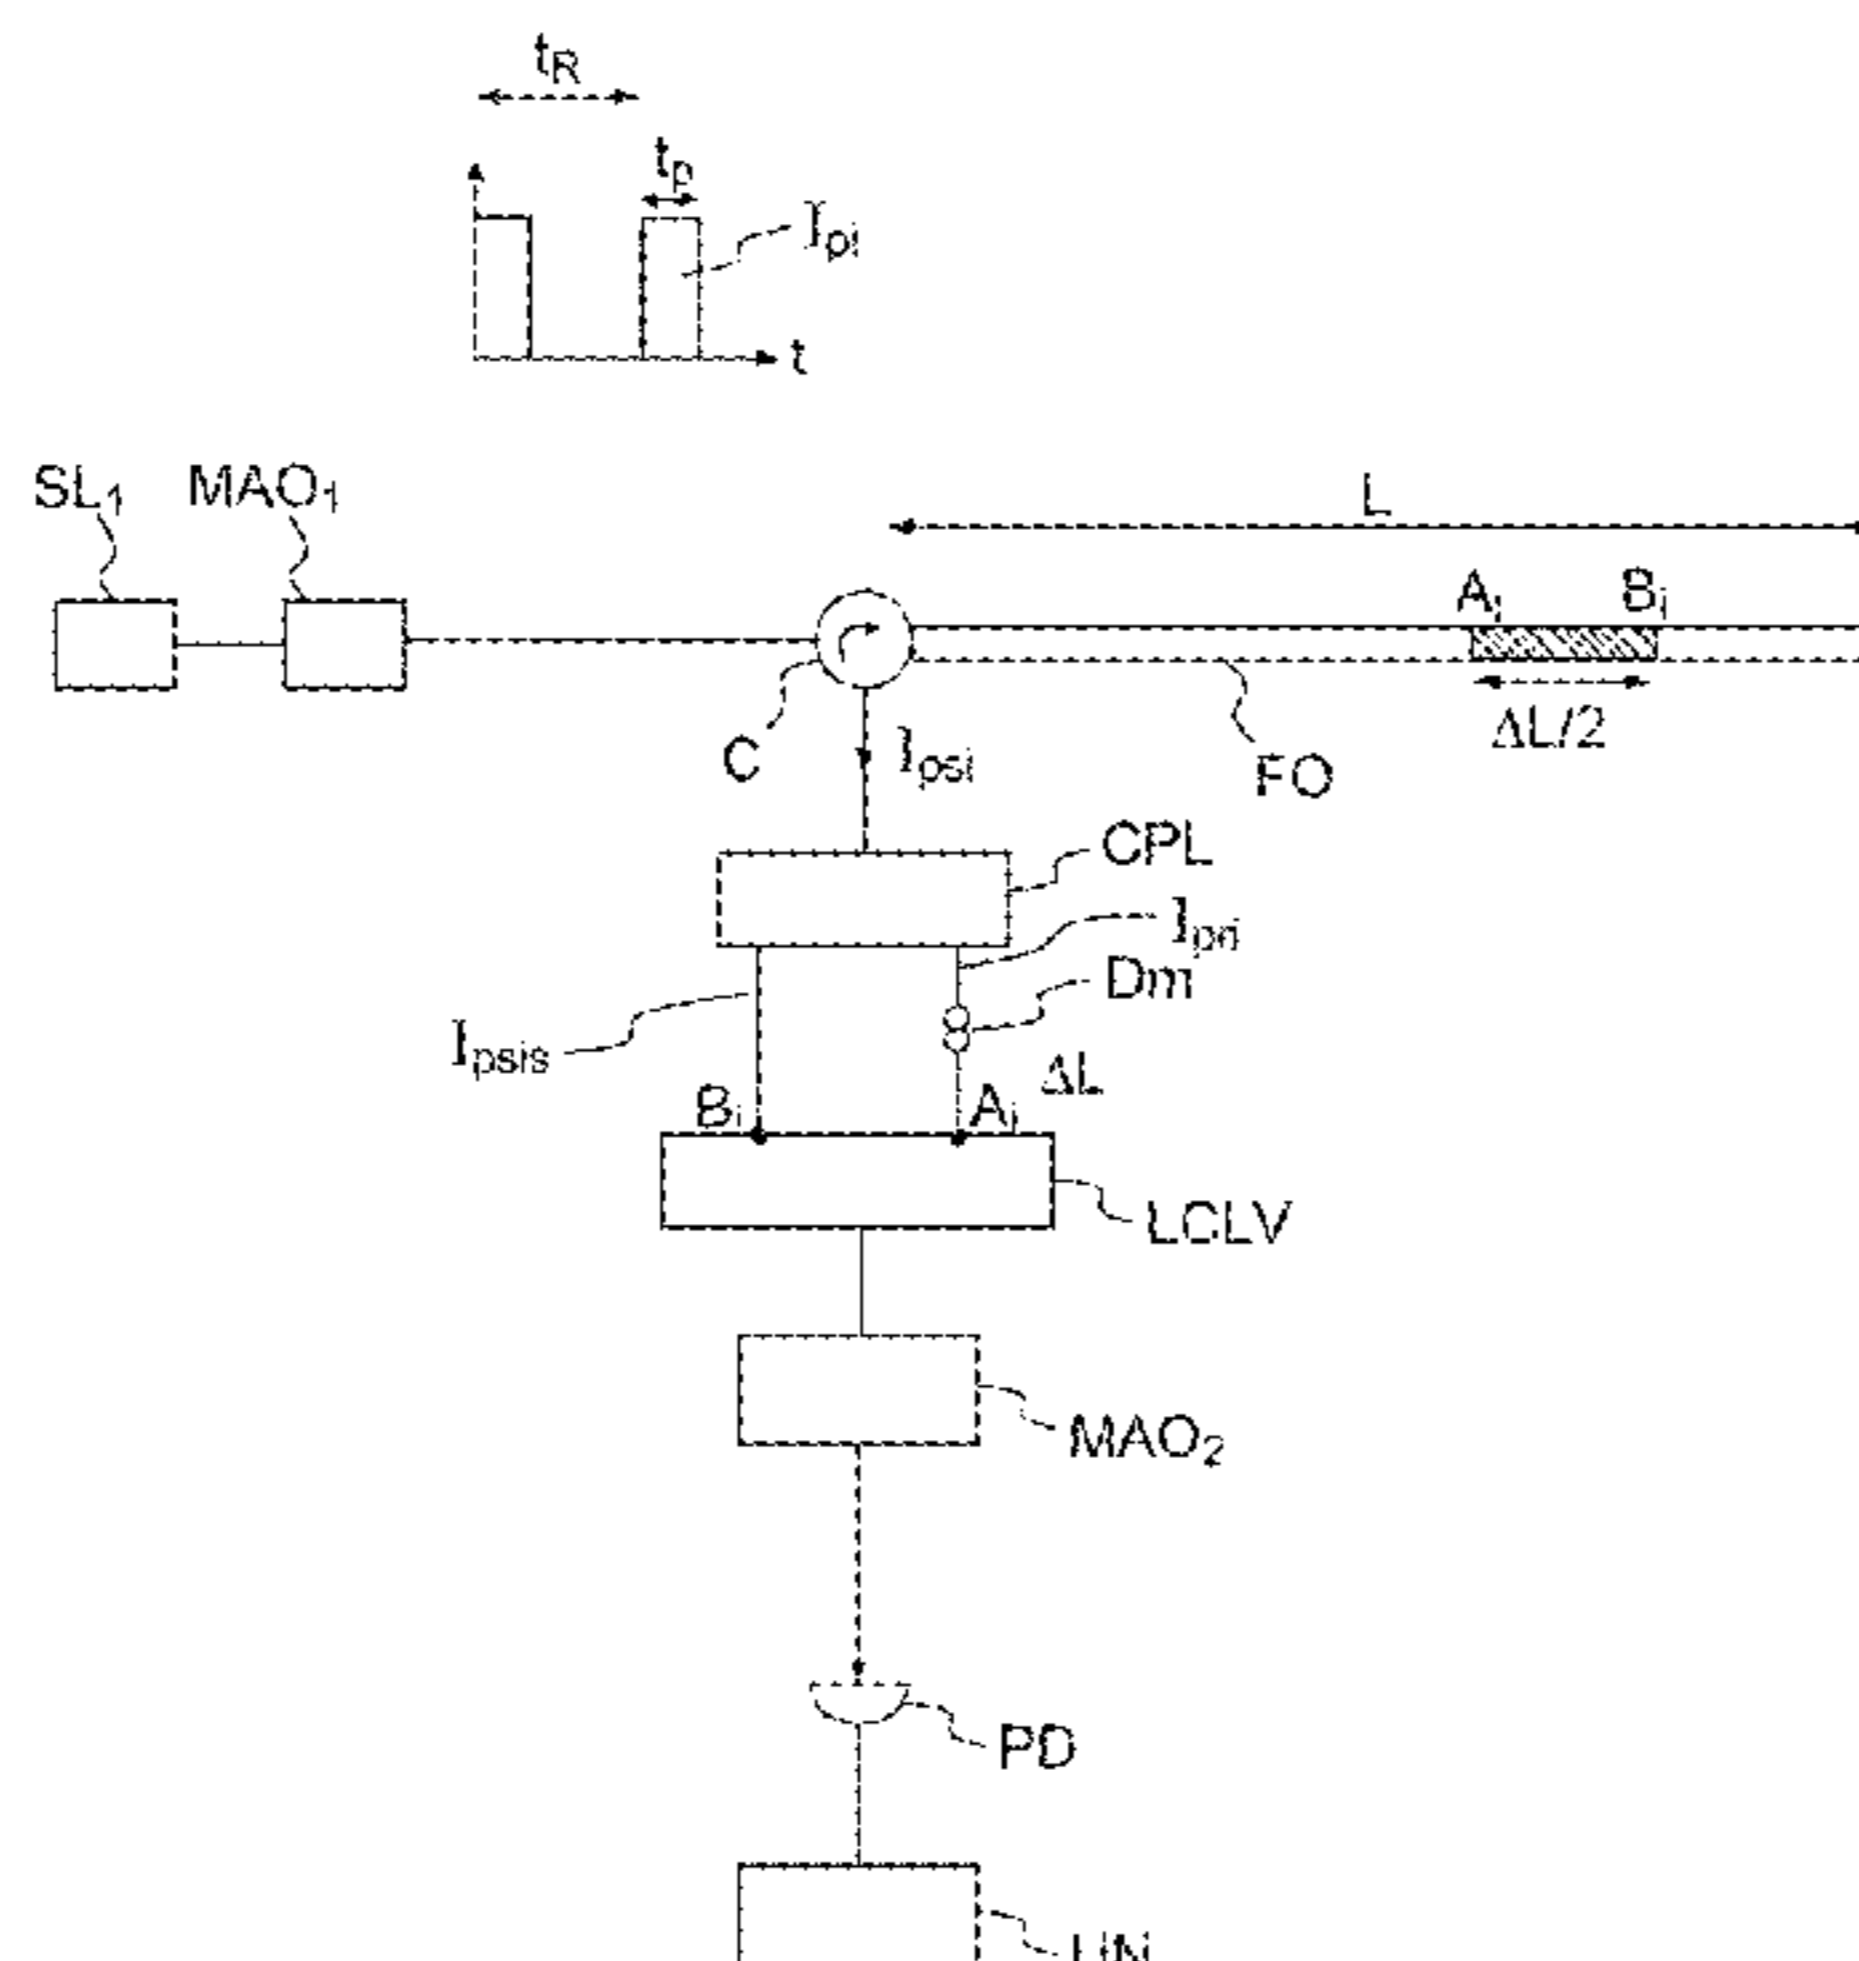 tR
tp
Ipi
t
SL1
MAO1
L
Ai
Bi
ΔL/2
C
Ipsi
FO
CPL
Ipri
Dm
Ipsis
ΔL
Bi
Ai
LCLV
MAO2
PD